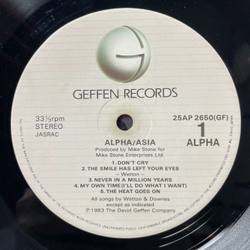 GEFFEN RECORDS
33⅓rpm
STEREO
JASRAC
25AP 2650(GF)
1
ALPHA
ALPHA/ASIA
Produced by Mike Stone for
Mike Stone Enterprises Ltd.
1.DON'T CRY
2.THE SMILE HAS LEFT YOUR EYES
- Wetton -
3.NEVER IN A MILLION YEARS
4.MY OWN TIME(I'LL DO WHAT I WANT)
5.THE HEAT GOES ON
All songs by Wetton & Downes
except as indicated
℗1983 The David Geffen Company